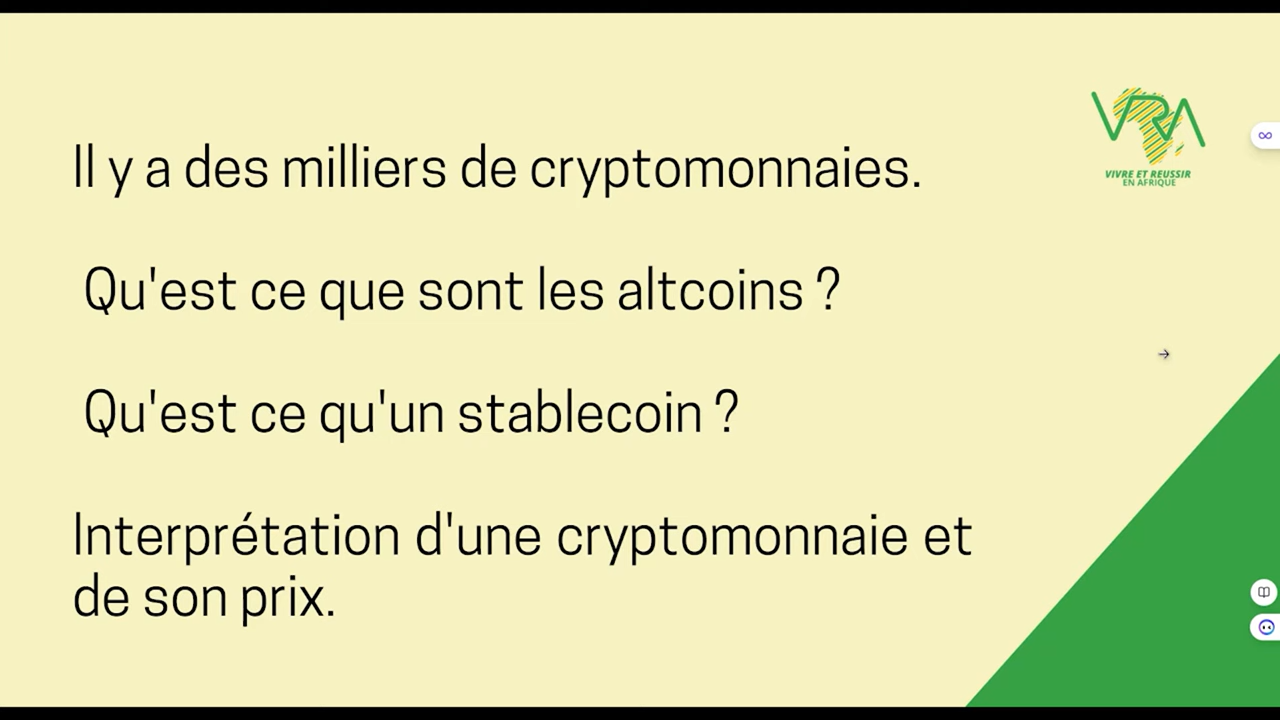 Il y a des milliers de cryptomonnaies.
VRA
VIVRE ET REUSSIR
EN AFRIQUE
Qu'est ce que sont les altcoins ?
Qu'est ce qu'un stablecoin ?
Interprétation d'une cryptomonnaie et
de son prix.